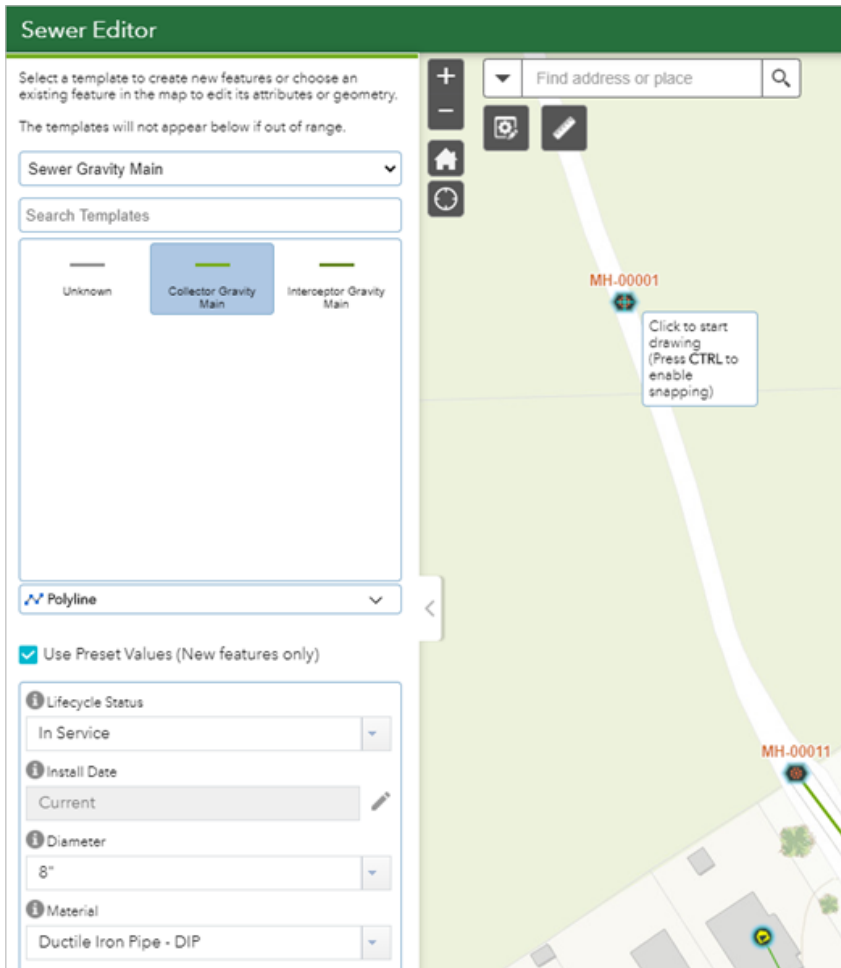 Sewer Editor
Select a template to create new features or choose an
existing feature in the map to edit its attributes or geometry.
The templates will not appear below if out of range.
Sewer Gravity Main
Search Templates
Unknown
Collector Gravity
Main
Interceptor Gravity
Main
Polyline
Use Preset Values (New features only)
Lifecycle Status
In Service
Install Date
Current
Diameter
8"
Material
Ductile Iron Pipe - DIP
+
−
Find address or place
MH-00001
Click to start
drawing
(Press CTRL to
enable
snapping)
MH-00011